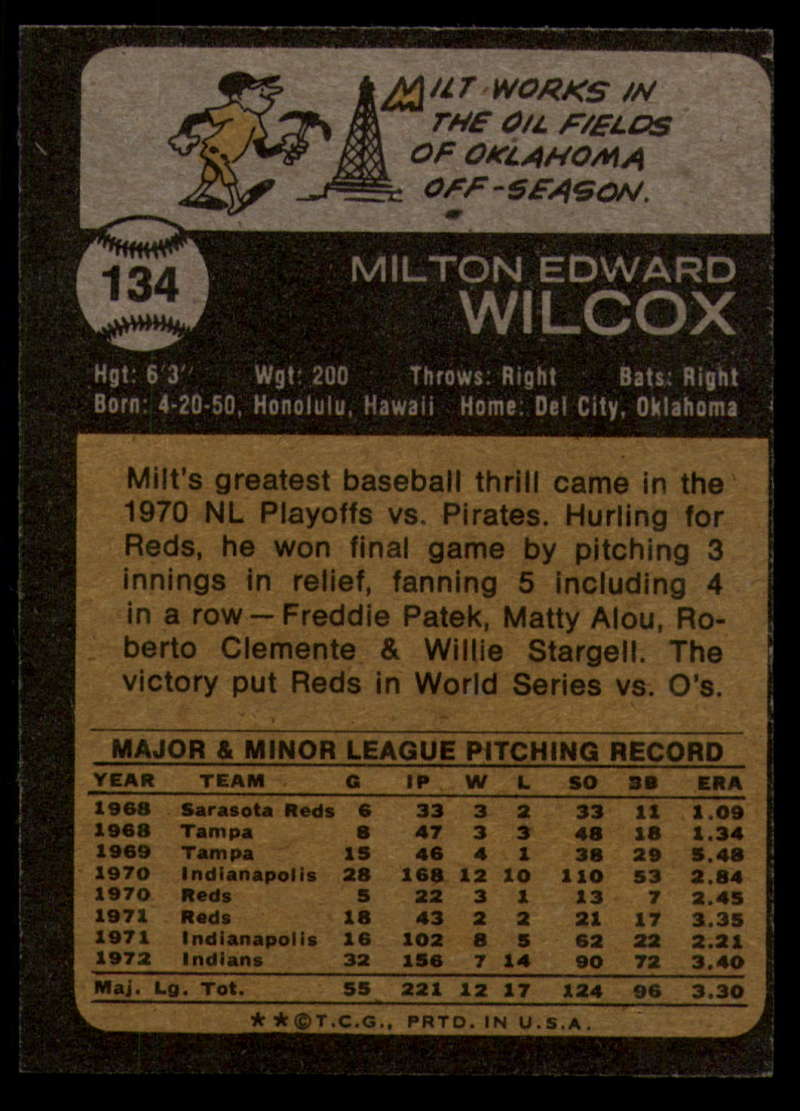 MILT WORKS IN
THE OIL FIELDS
OF OKLAHOMA
OFF-SEASON.
134
MILTON EDWARD
WILCOX
Hgt: 6'3" Wgt: 200 Throws: Right Bats: Right
Born: 4-20-50, Honolulu, Hawaii Home: Del City, Oklahoma
Milt's greatest baseball thrill came in the
1970 NL Playoffs vs. Pirates. Hurling for
Reds, he won final game by pitching 3
innings in relief, fanning 5 including 4
in a row—Freddie Patek, Matty Alou, Ro-
berto Clemente & Willie Stargell. The
victory put Reds in World Series vs. O's.
MAJOR & MINOR LEAGUE PITCHING RECORD
YEAR TEAM G IP W L SO BB ERA
1968 Sarasota Reds 6 33 3 2 33 11 1.09
1968 Tampa 8 47 3 3 48 18 1.34
1969 Tampa 15 46 4 1 38 29 5.48
1970 Indianapolis 28 168 12 10 110 53 2.84
1970 Reds 5 22 3 1 13 7 2.45
1971 Reds 18 43 2 2 21 17 3.35
1971 Indianapolis 16 102 8 5 62 22 2.21
1972 Indians 32 156 7 14 90 72 3.40
Maj. Lg. Tot. 55 221 12 17 124 96 3.30
**©T.C.G., PRTD. IN U.S.A.